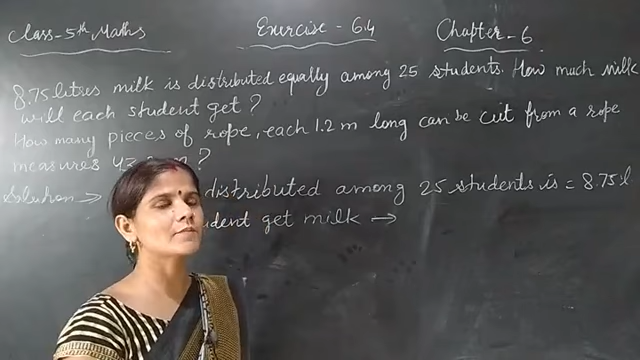 Class-5th Maths
Exercise - 6.4
Chapter-6
8.75 litres milk is distributed equally among 25 students. How much milk
will each student get?
How many pieces of rope, each 1.2 m long can be cut from a rope
measures ?
Solution → distributed among 25 students is = 8.75 l
get milk →